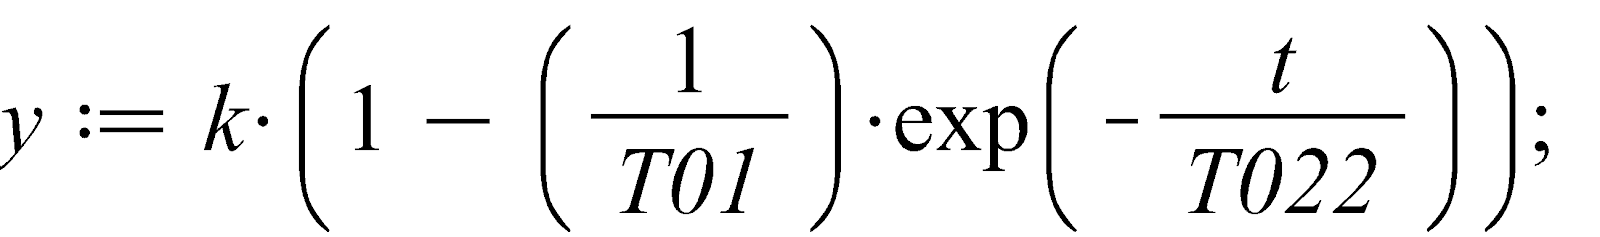 y := k·(1 − (1/T01)·exp(−t/T022));